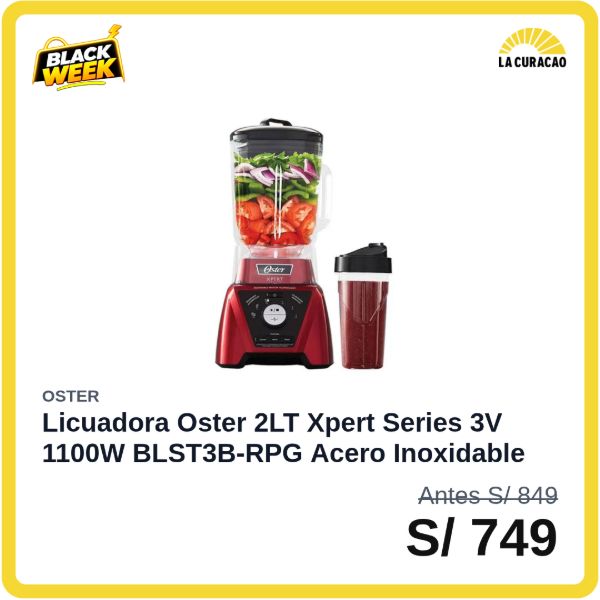 BLACK
WEEK
LA CURACAO
Oster
XPERT
OSTER
Licuadora Oster 2LT Xpert Series 3V
1100W BLST3B-RPG Acero Inoxidable
Antes S/ 849
S/ 749